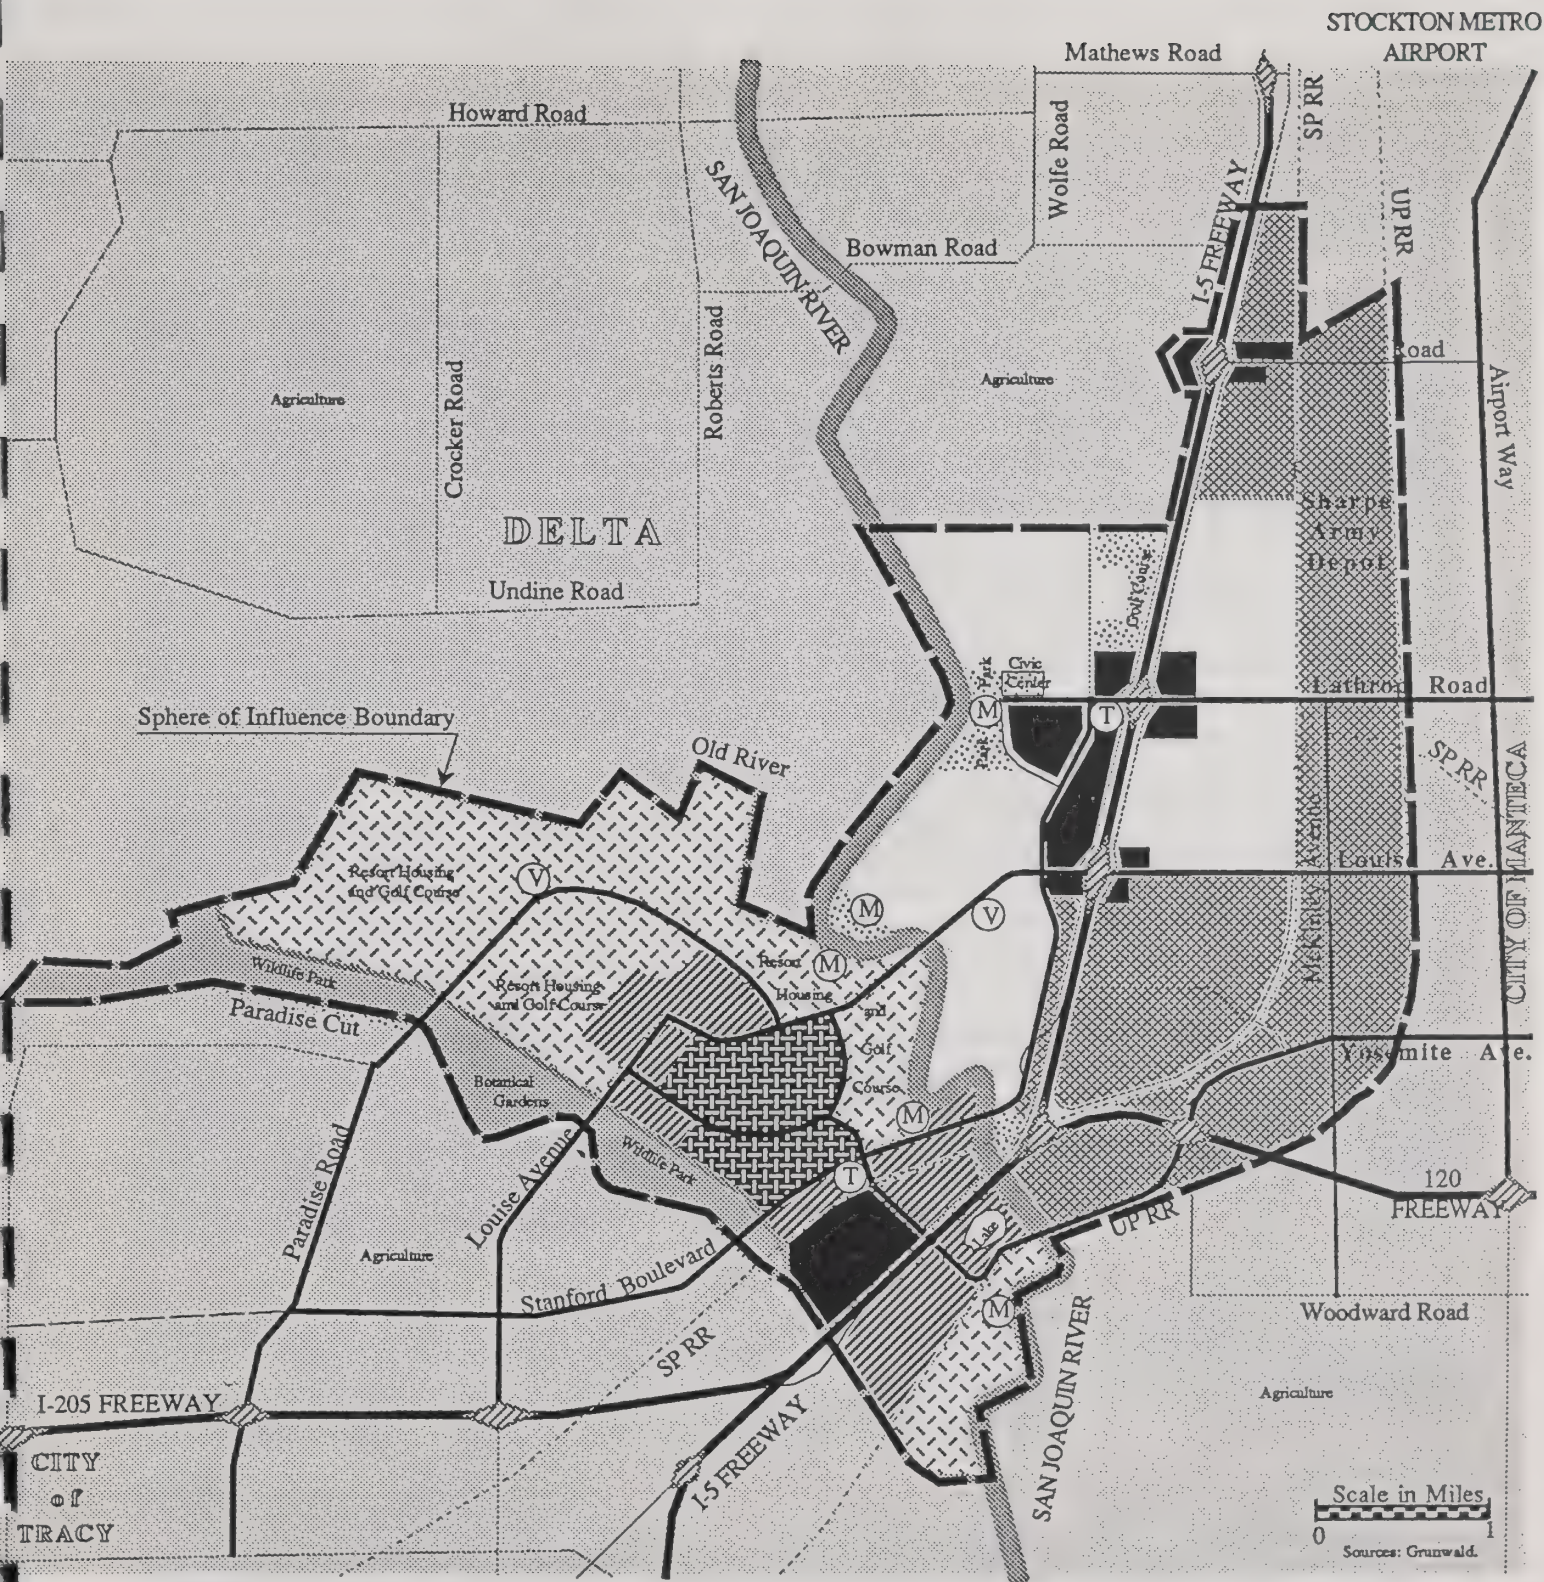 STOCKTON METRO
AIRPORT
Mathews Road
Howard Road
SP RR
Wolfe Road
SAN JOAQUIN RIVER
I-5 FREEWAY
UP RR
Bowman Road
Roberts Road
Road
Agriculture
Agriculture
Crocker Road
Airport Way
Sharpe
Army
Depot
DELTA
Golf Course
Undine Road
Park
Civic
Center
Lathrop Road
M
T
Sphere of Influence Boundary
Park
Old River
SP RR
CITY OF MANTECA
McKinley Avenue
Louise Ave.
Resort Housing
and Golf Course
V
M
V
Wildlife Park
Resort
M
Resort Housing
and Golf Course
Housing
and
Paradise Cut
Golf
Yosemite Ave.
Botanical
Gardens
Course
M
Paradise Road
Louise Avenue
Wildlife Park
T
120
FREEWAY
UP RR
Lake
Agriculture
Stanford Boulevard
M
Woodward Road
SP RR
SAN JOAQUIN RIVER
I-205 FREEWAY
Agriculture
I-5 FREEWAY
CITY
of
TRACY
Scale in Miles
0 1
Sources: Grunwald.